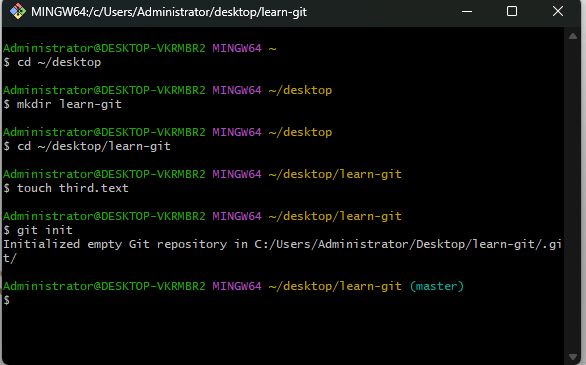 MINGW64:/c/Users/Administrator/desktop/learn-git
Administrator@DESKTOP-VKRMBR2 MINGW64 ~
$ cd ~/desktop
Administrator@DESKTOP-VKRMBR2 MINGW64 ~/desktop
$ mkdir learn-git
Administrator@DESKTOP-VKRMBR2 MINGW64 ~/desktop
$ cd ~/desktop/learn-git
Administrator@DESKTOP-VKRMBR2 MINGW64 ~/desktop/learn-git
$ touch third.text
Administrator@DESKTOP-VKRMBR2 MINGW64 ~/desktop/learn-git
$ git init
Initialized empty Git repository in C:/Users/Administrator/Desktop/learn-git/.gi
t/
Administrator@DESKTOP-VKRMBR2 MINGW64 ~/desktop/learn-git (master)
$